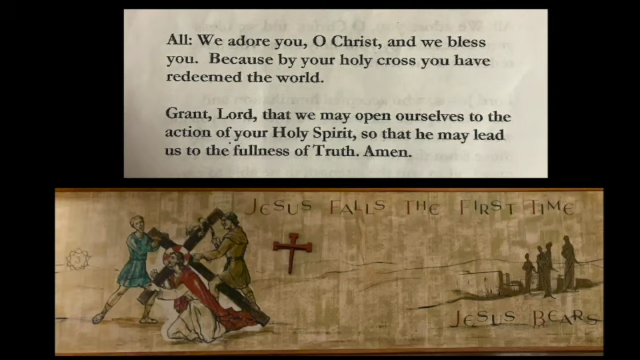 All: We adore you, O Christ, and we bless
you. Because by your holy cross you have
redeemed the world.
Grant, Lord, that we may open ourselves to the
action of your Holy Spirit, so that he may lead
us to the fullness of Truth. Amen.
JESUS FALLS THE FIRST TIME
JESUS BEARS